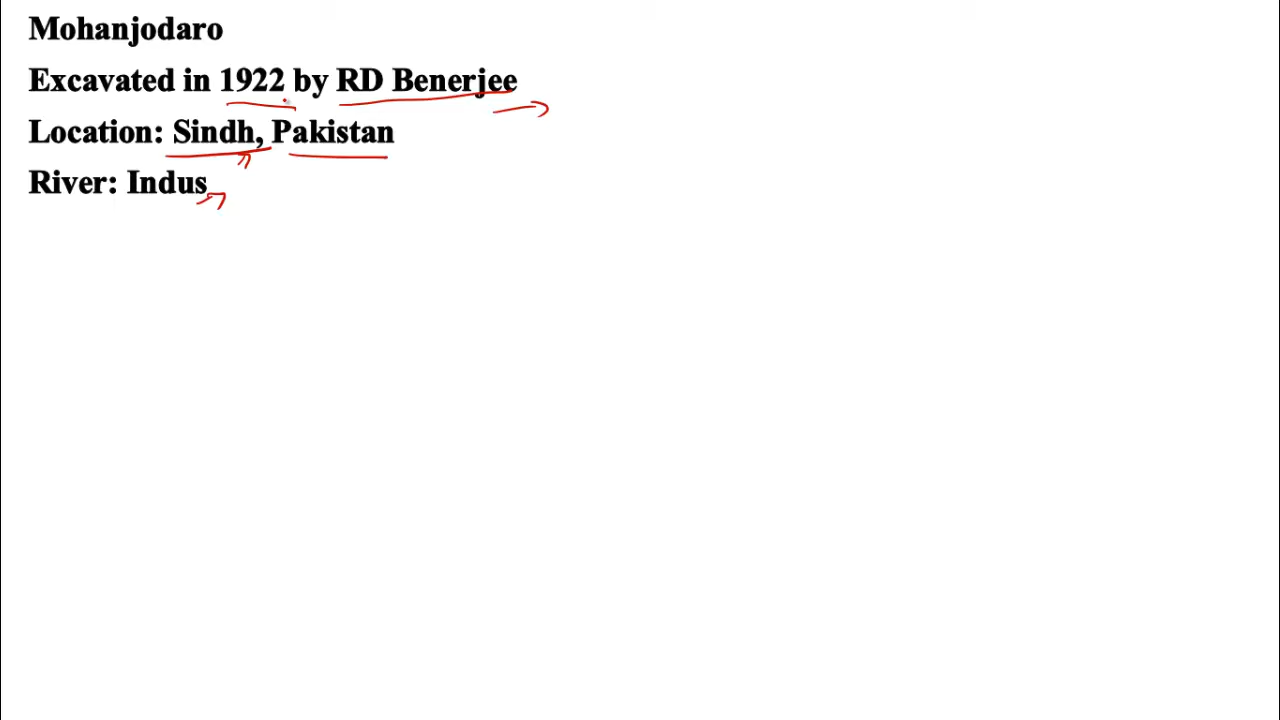 Mohanjodaro
Excavated in 1922 by RD Benerjee
Location: Sindh, Pakistan
River: Indus